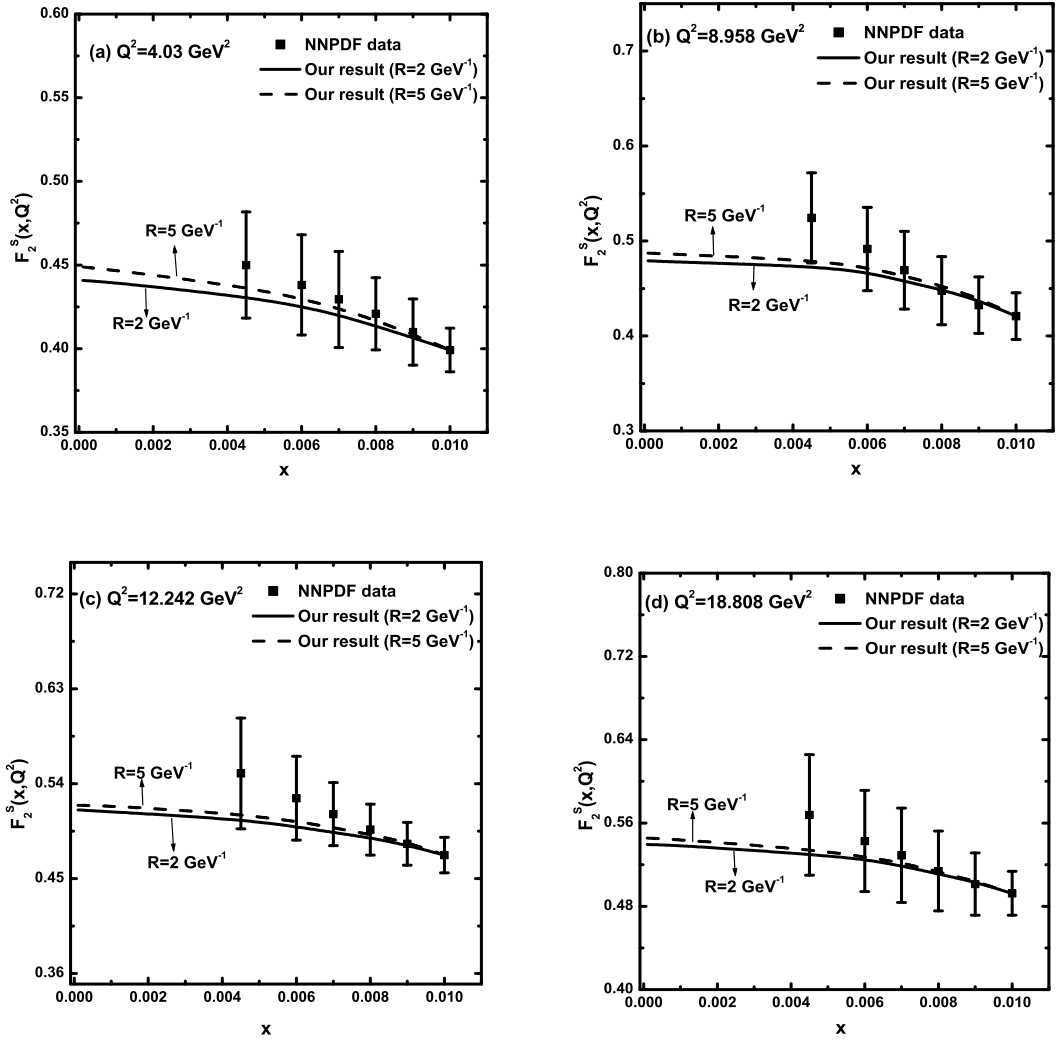 (a) Q²=4.03 GeV²
NNPDF data
Our result (R=2 GeV⁻¹)
Our result (R=5 GeV⁻¹)
0.60
0.55
0.50
0.45
0.40
0.35
F₂ˢ(x,Q²)
R=5 GeV⁻¹
R=2 GeV⁻¹
0.000 0.002 0.004 0.006 0.008 0.010
x
(b) Q²=8.958 GeV²
NNPDF data
Our result (R=2 GeV⁻¹)
Our result (R=5 GeV⁻¹)
0.7
0.6
0.5
0.4
0.3
F₂ˢ(x,Q²)
R=5 GeV⁻¹
R=2 GeV⁻¹
0.000 0.002 0.004 0.006 0.008 0.010
x
(c) Q²=12.242 GeV²
NNPDF data
Our result (R=2 GeV⁻¹)
Our result (R=5 GeV⁻¹)
0.72
0.63
0.54
0.45
0.36
F₂ˢ(x,Q²)
R=5 GeV⁻¹
R=2 GeV⁻¹
0.000 0.002 0.004 0.006 0.008 0.010
x
(d) Q²=18.808 GeV²
NNPDF data
Our result (R=2 GeV⁻¹)
Our result (R=5 GeV⁻¹)
0.80
0.72
0.64
0.56
0.48
0.40
F₂ˢ(x,Q²)
R=5 GeV⁻¹
R=2 GeV⁻¹
0.000 0.002 0.004 0.006 0.008 0.010
x